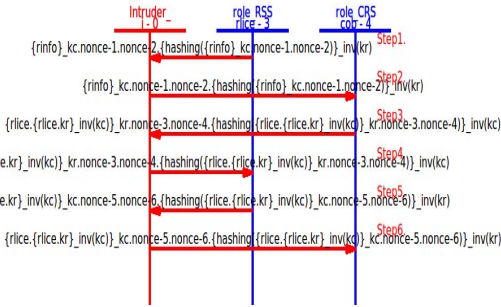 Intruder_ role_RSS role_CRS
i - 0 rlice - 3 cob - 4
Step1.
{rinfo}_kc.nonce-1.nonce-2.{hashing({rinfo}_kc.nonce-1.nonce-2)}_inv(kr)
Step2.
{rinfo}_kc.nonce-1.nonce-2.{hashing({rinfo}_kc.nonce-1.nonce-2)}_inv(kr)
Step3.
{rlice.{rlice.kr}_inv(kc)}_kr.nonce-3.nonce-4.{hashing({rlice.{rlice.kr}_inv(kc)}_kr.nonce-3.nonce-4)}_inv(kc)
Step4.
e.kr}_inv(kc)}_kr.nonce-3.nonce-4.{hashing({rlice.{rlice.kr}_inv(kc)}_kr.nonce-3.nonce-4)}_inv(kc)
Step5.
e.kr}_inv(kc)}_kc.nonce-5.nonce-6.{hashing({rlice.{rlice.kr}_inv(kc)}_kc.nonce-5.nonce-6)}_inv(kr)
Step6.
{rlice.{rlice.kr}_inv(kc)}_kc.nonce-5.nonce-6.{hashing({rlice.{rlice.kr}_inv(kc)}_kc.nonce-5.nonce-6)}_inv(kr)